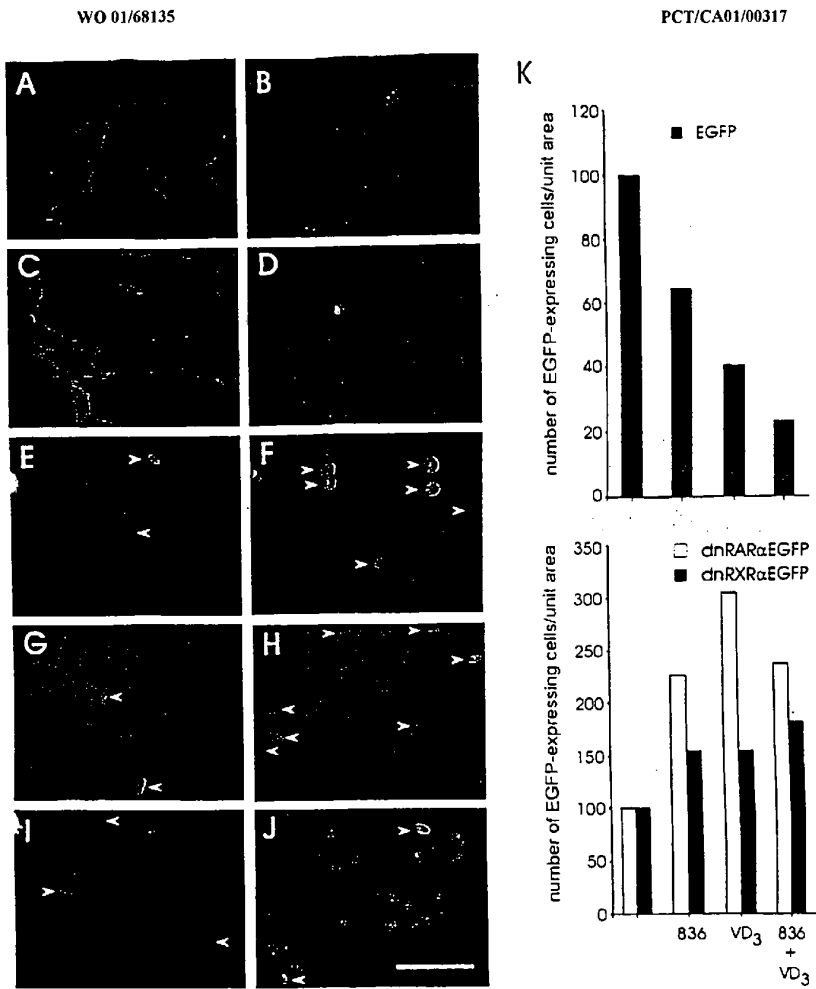 WO 01/68135
PCT/CA01/00317
A
B
C
D
E
F
G
H
I
J
K
number of EGFP-expressing cells/unit area
120
100
80
60
40
20
0
EGFP
number of EGFP-expressing cells/unit area
350
300
250
200
150
100
50
0
dnRARαEGFP
dnRXRαEGFP
836
VD3
836
+
VD3